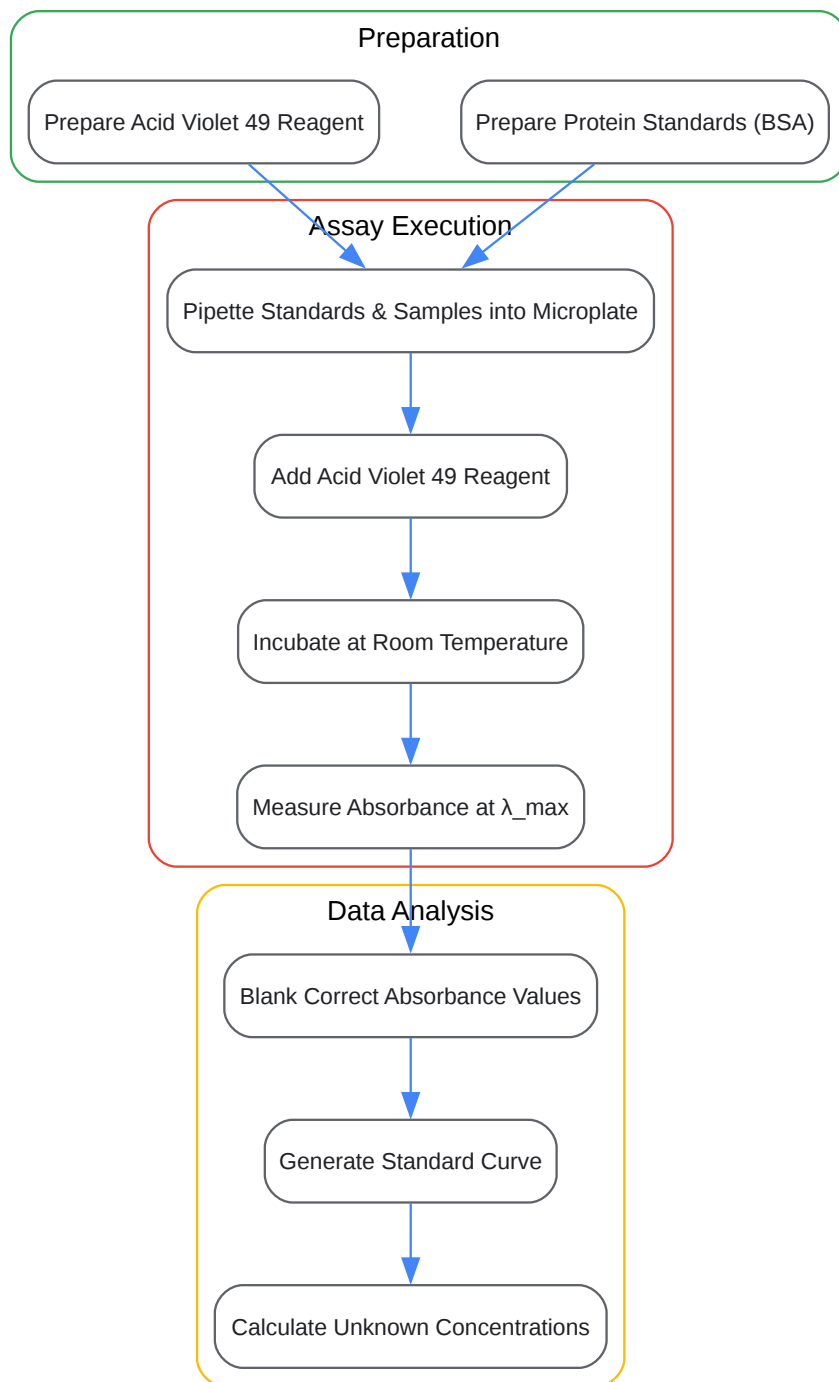 Preparation
Prepare Acid Violet 49 Reagent
Prepare Protein Standards (BSA)
Assay Execution
Pipette Standards & Samples into Microplate
Add Acid Violet 49 Reagent
Incubate at Room Temperature
Measure Absorbance at λ_max
Data Analysis
Blank Correct Absorbance Values
Generate Standard Curve
Calculate Unknown Concentrations